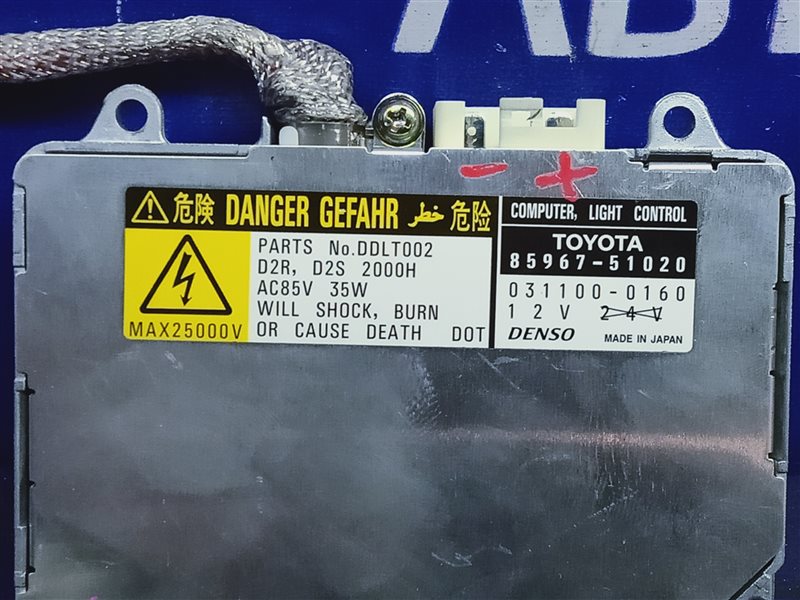 - +
危険 DANGER GEFAHR خطر 危险
PARTS No.DDLT002
D2R, D2S 2000H
AC85V 35W
WILL SHOCK, BURN
OR CAUSE DEATH DOT
MAX25000V
COMPUTER, LIGHT CONTROL
TOYOTA
85967-51020
031100-0160
12V 24V
DENSO MADE IN JAPAN